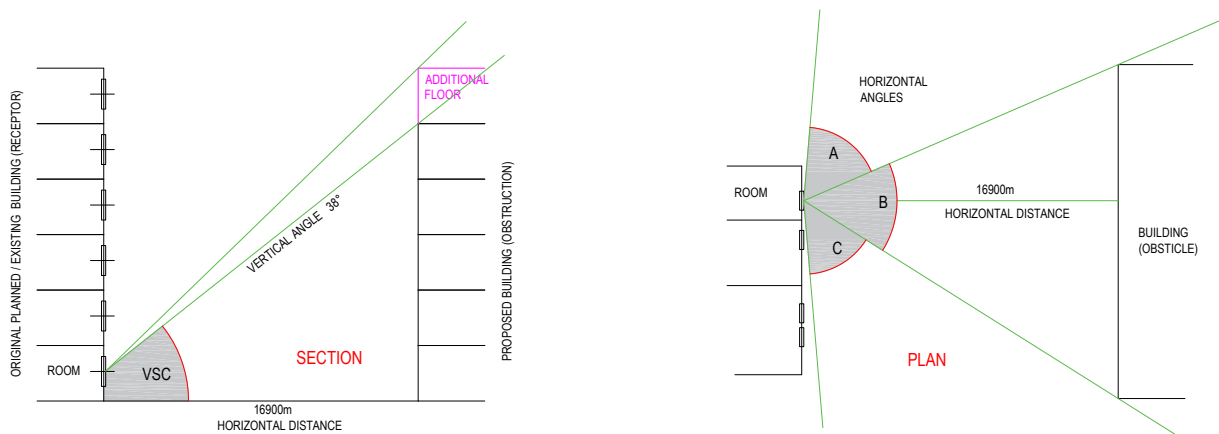 ORIGINAL PLANNED / EXISTING BUILDING (RECEPTOR)
ROOM
VSC
VERTICAL ANGLE 38°
SECTION
16900m
HORIZONTAL DISTANCE
ADDITIONAL
FLOOR
PROPOSED BUILDING (OBSTRUCTION)
HORIZONTAL
ANGLES
A
ROOM
B
16900m
HORIZONTAL DISTANCE
C
BUILDING
(OBSTICLE)
PLAN